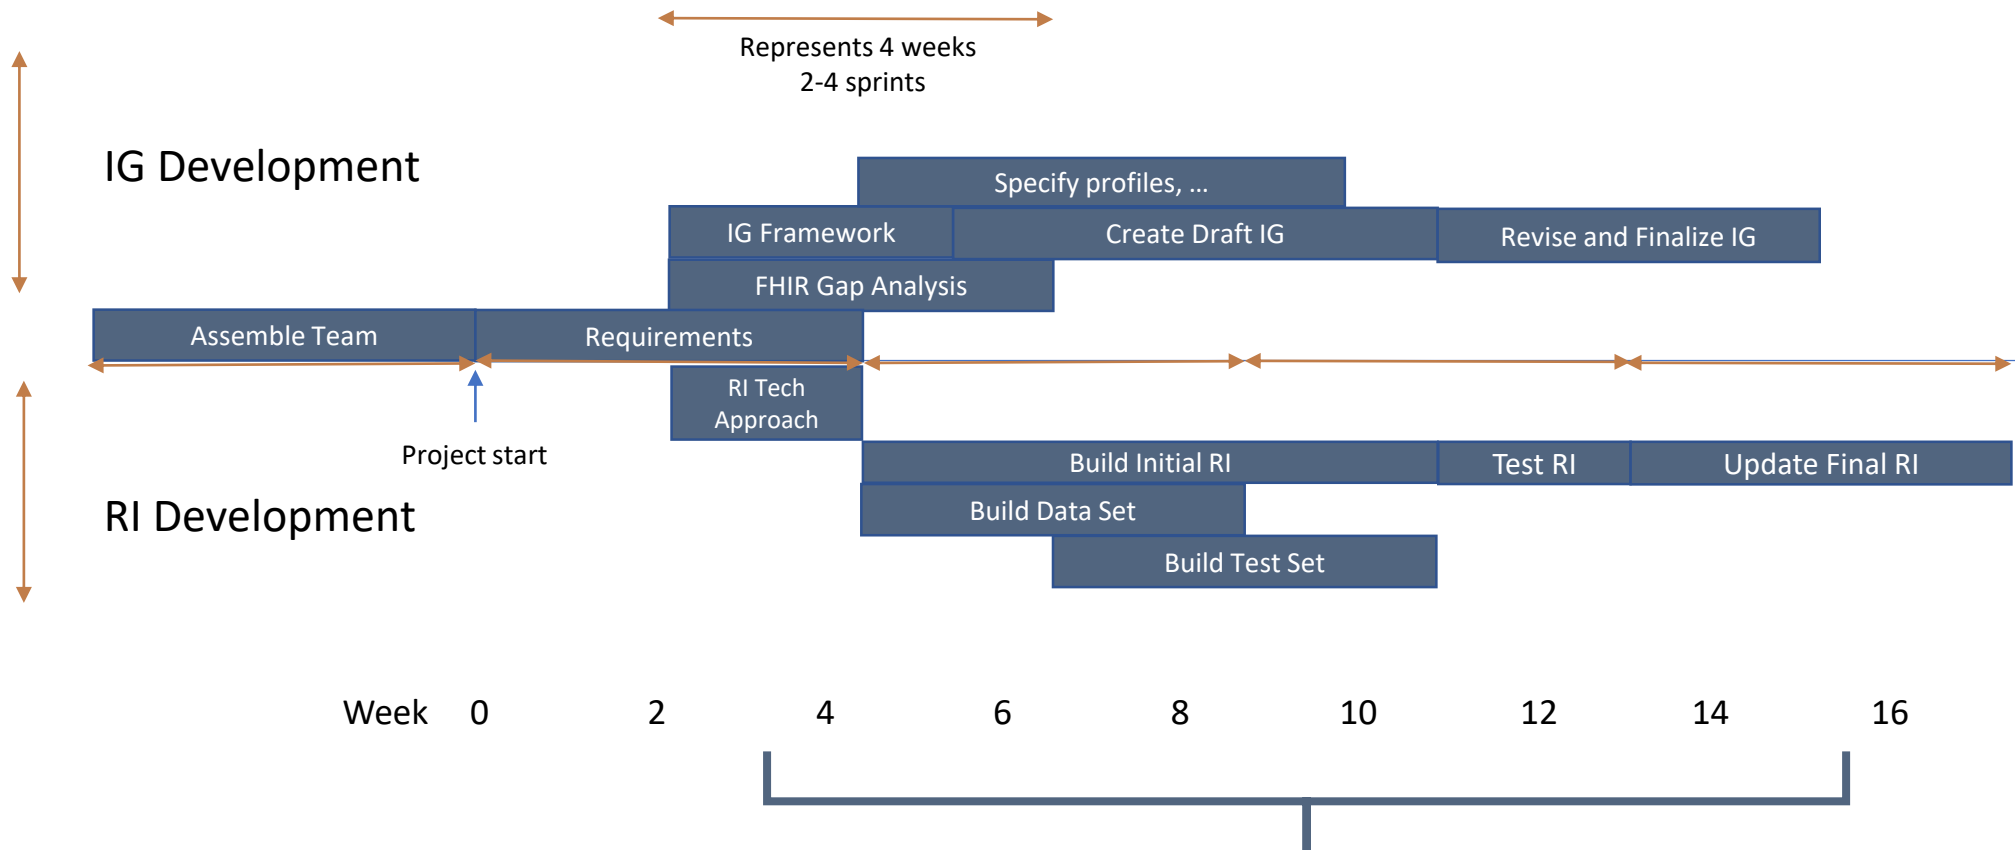 Represents 4 weeks
2-4 sprints
IG Development
Specify profiles, ...
IG Framework
Create Draft IG
Revise and Finalize IG
FHIR Gap Analysis
Assemble Team
Requirements
RI Tech
Approach
Project start
Build Initial RI
Test RI
Update Final RI
RI Development
Build Data Set
Build Test Set
Week 0 2 4 6 8 10 12 14 16